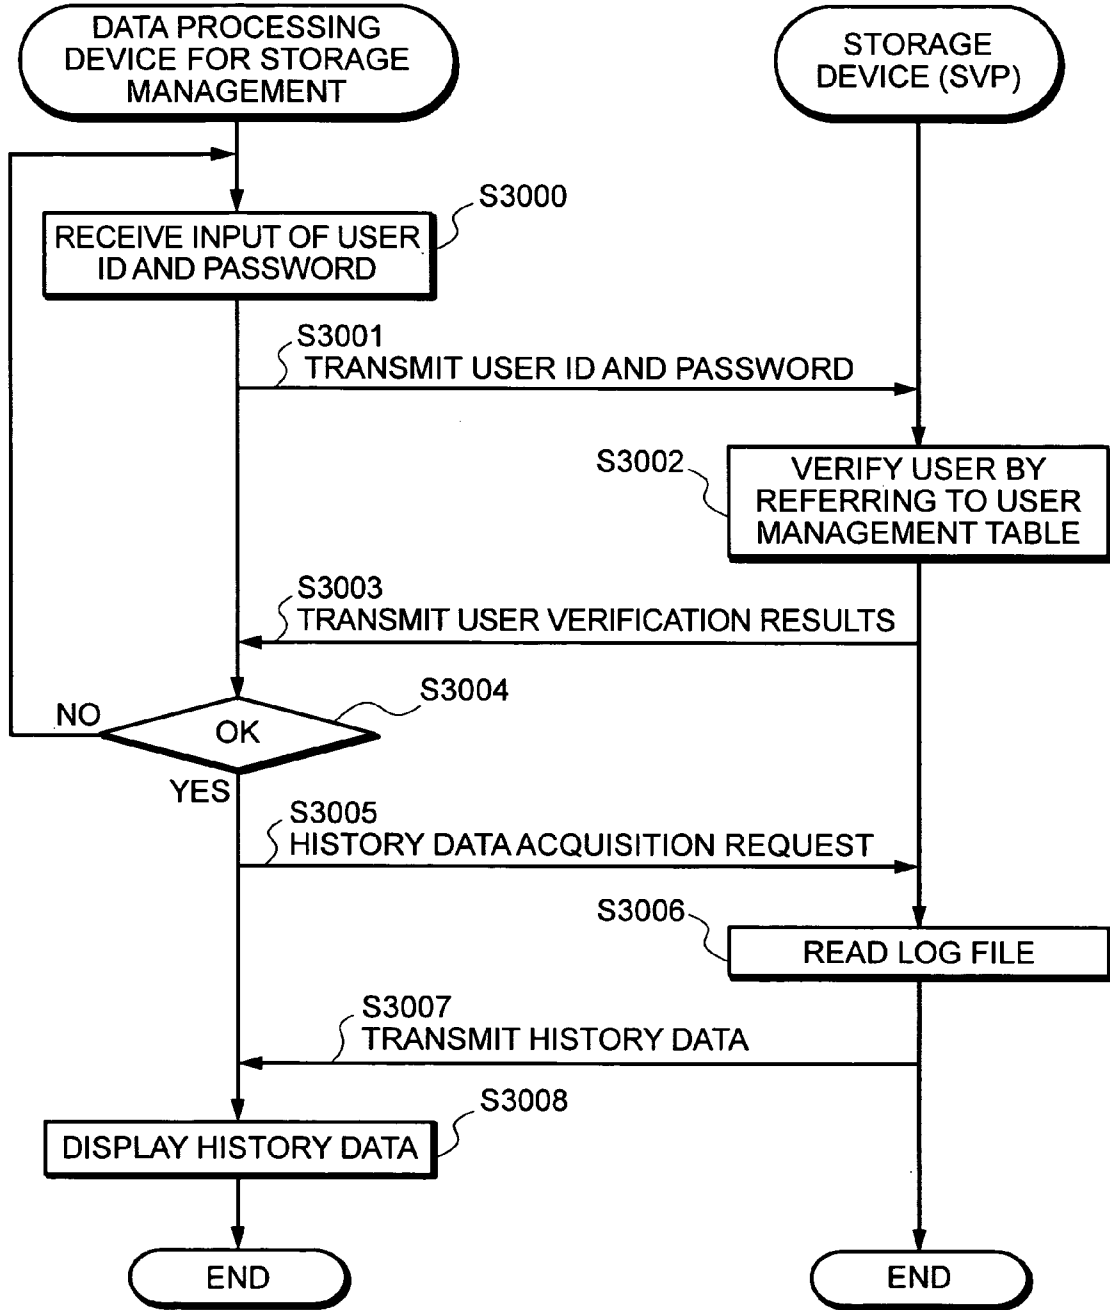 DATA PROCESSING
DEVICE FOR STORAGE
MANAGEMENT
STORAGE
DEVICE (SVP)
S3000
RECEIVE INPUT OF USER
ID AND PASSWORD
S3001
TRANSMIT USER ID AND PASSWORD
S3002
VERIFY USER BY
REFERRING TO USER
MANAGEMENT TABLE
S3003
TRANSMIT USER VERIFICATION RESULTS
S3004
NO
OK
YES
S3005
HISTORY DATA ACQUISITION REQUEST
S3006
READ LOG FILE
S3007
TRANSMIT HISTORY DATA
S3008
DISPLAY HISTORY DATA
END
END